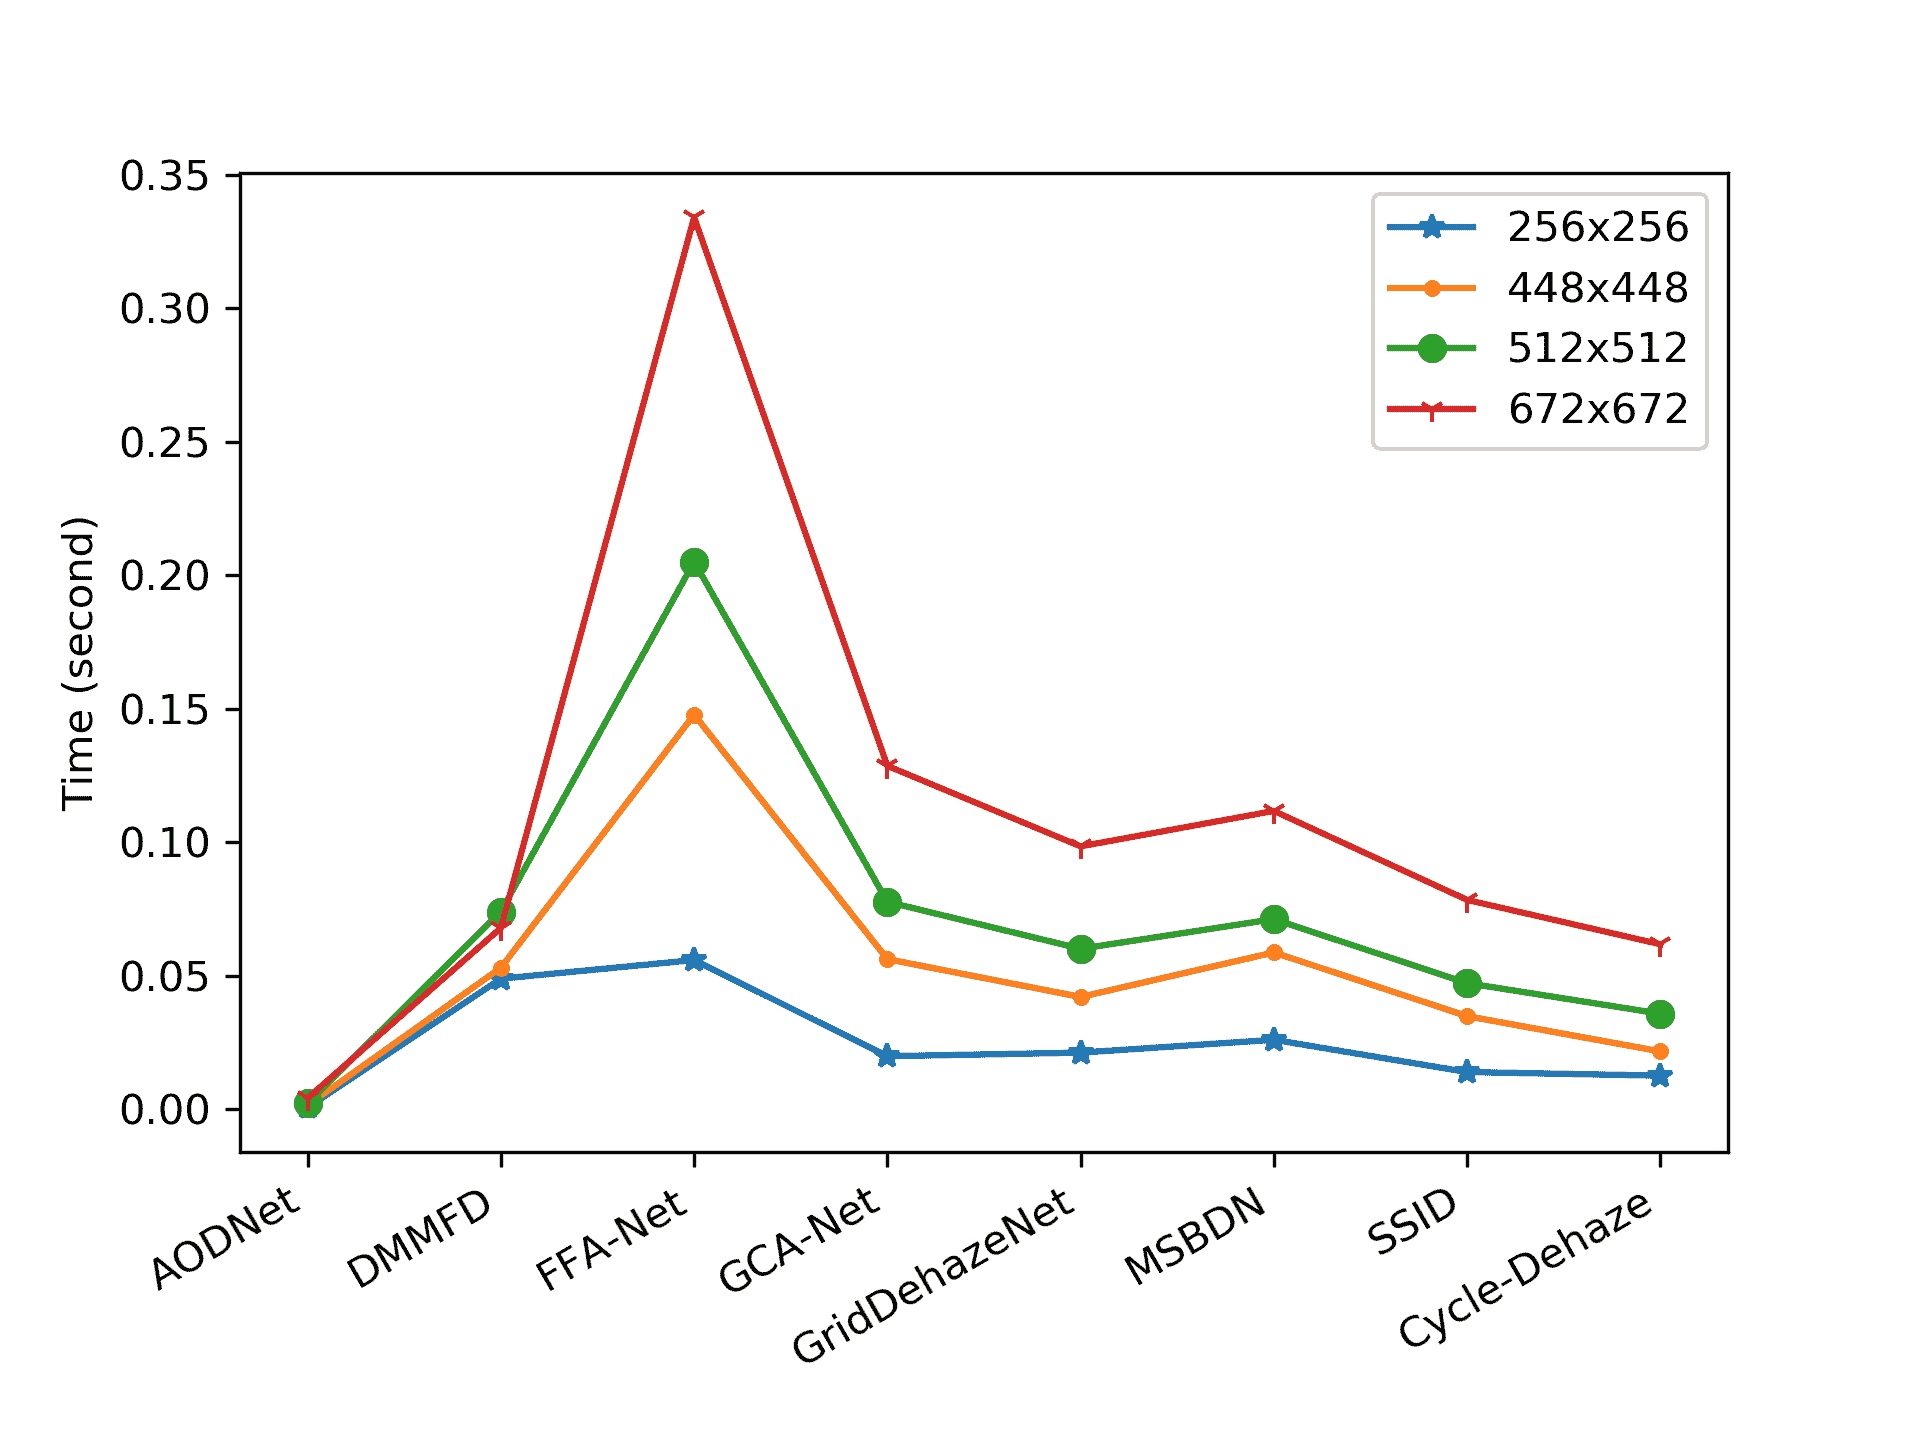 0.35
0.30
0.25
0.20
0.15
0.10
0.05
0.00
Time (second)
256x256
448x448
512x512
672x672
AODNet
DMMFD
FFA-Net
GCA-Net
GridDehazeNet
MSBDN
SSID
Cycle-Dehaze